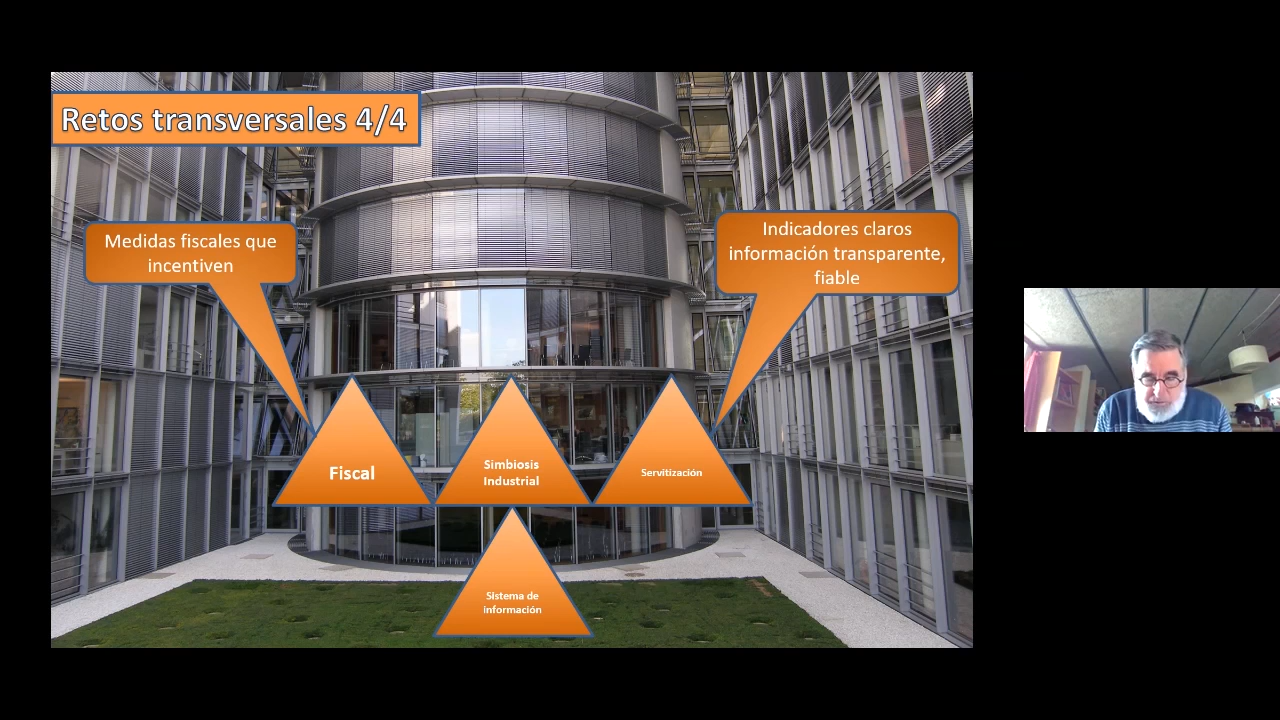 Retos transversales 4/4
Medidas fiscales que
incentiven
Indicadores claros
información transparente,
fiable
Fiscal
Simbiosis
Industrial
Servitización
Sistema de
información